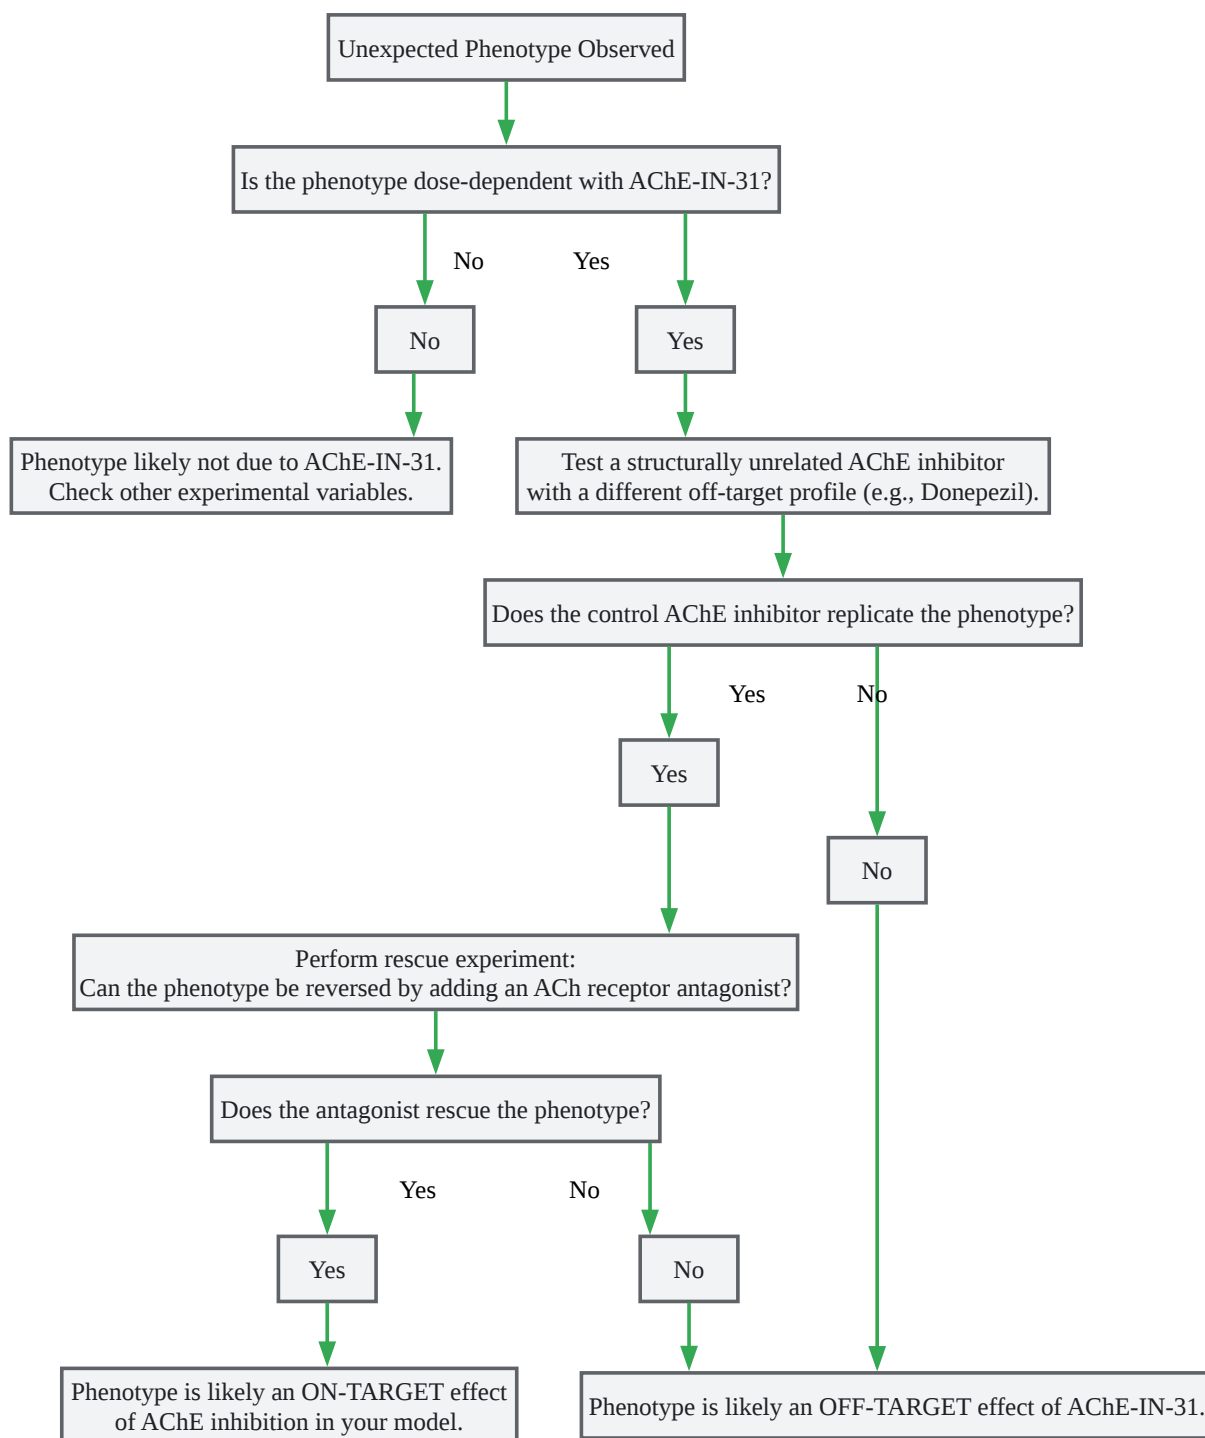 Unexpected Phenotype Observed
Is the phenotype dose-dependent with AChE-IN-31?
No
Yes
No
Yes
Phenotype likely not due to AChE-IN-31.
Check other experimental variables.
Test a structurally unrelated AChE inhibitor
with a different off-target profile (e.g., Donepezil).
Does the control AChE inhibitor replicate the phenotype?
Yes
No
Yes
No
Perform rescue experiment:
Can the phenotype be reversed by adding an ACh receptor antagonist?
Does the antagonist rescue the phenotype?
Yes
No
Yes
No
Phenotype is likely an ON-TARGET effect
of AChE inhibition in your model.
Phenotype is likely an OFF-TARGET effect of AChE-IN-31.